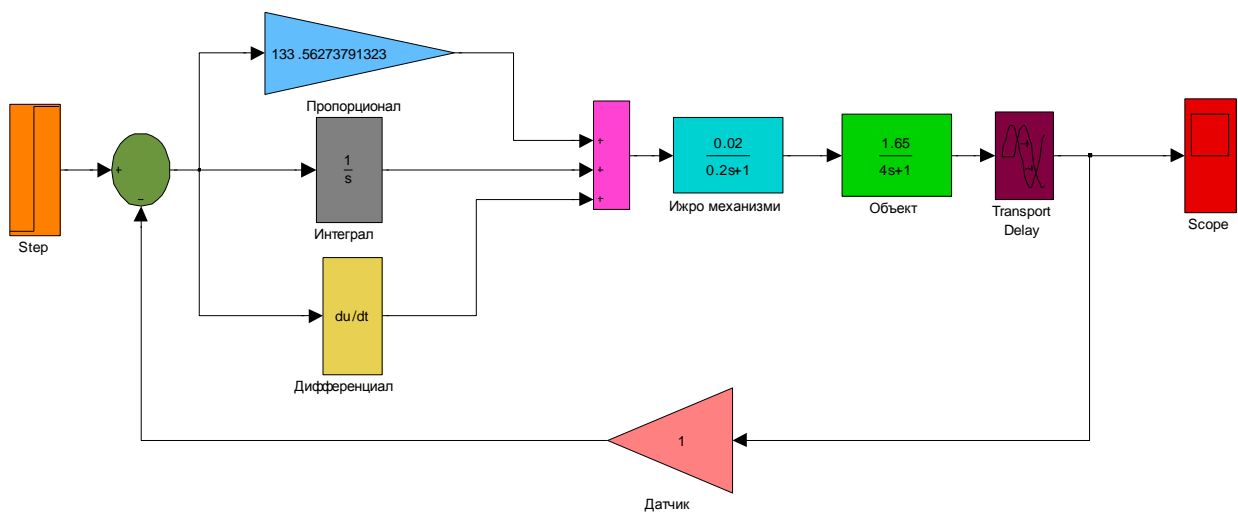 133 .56273791323
Пропорционал
Step
+
−
1
s
Интеграл
du/dt
Дифференциал
+
+
+
0.02
0.2s+1
Ижро механизми
1.65
4s+1
Объект
Transport
Delay
Scope
1
Датчик